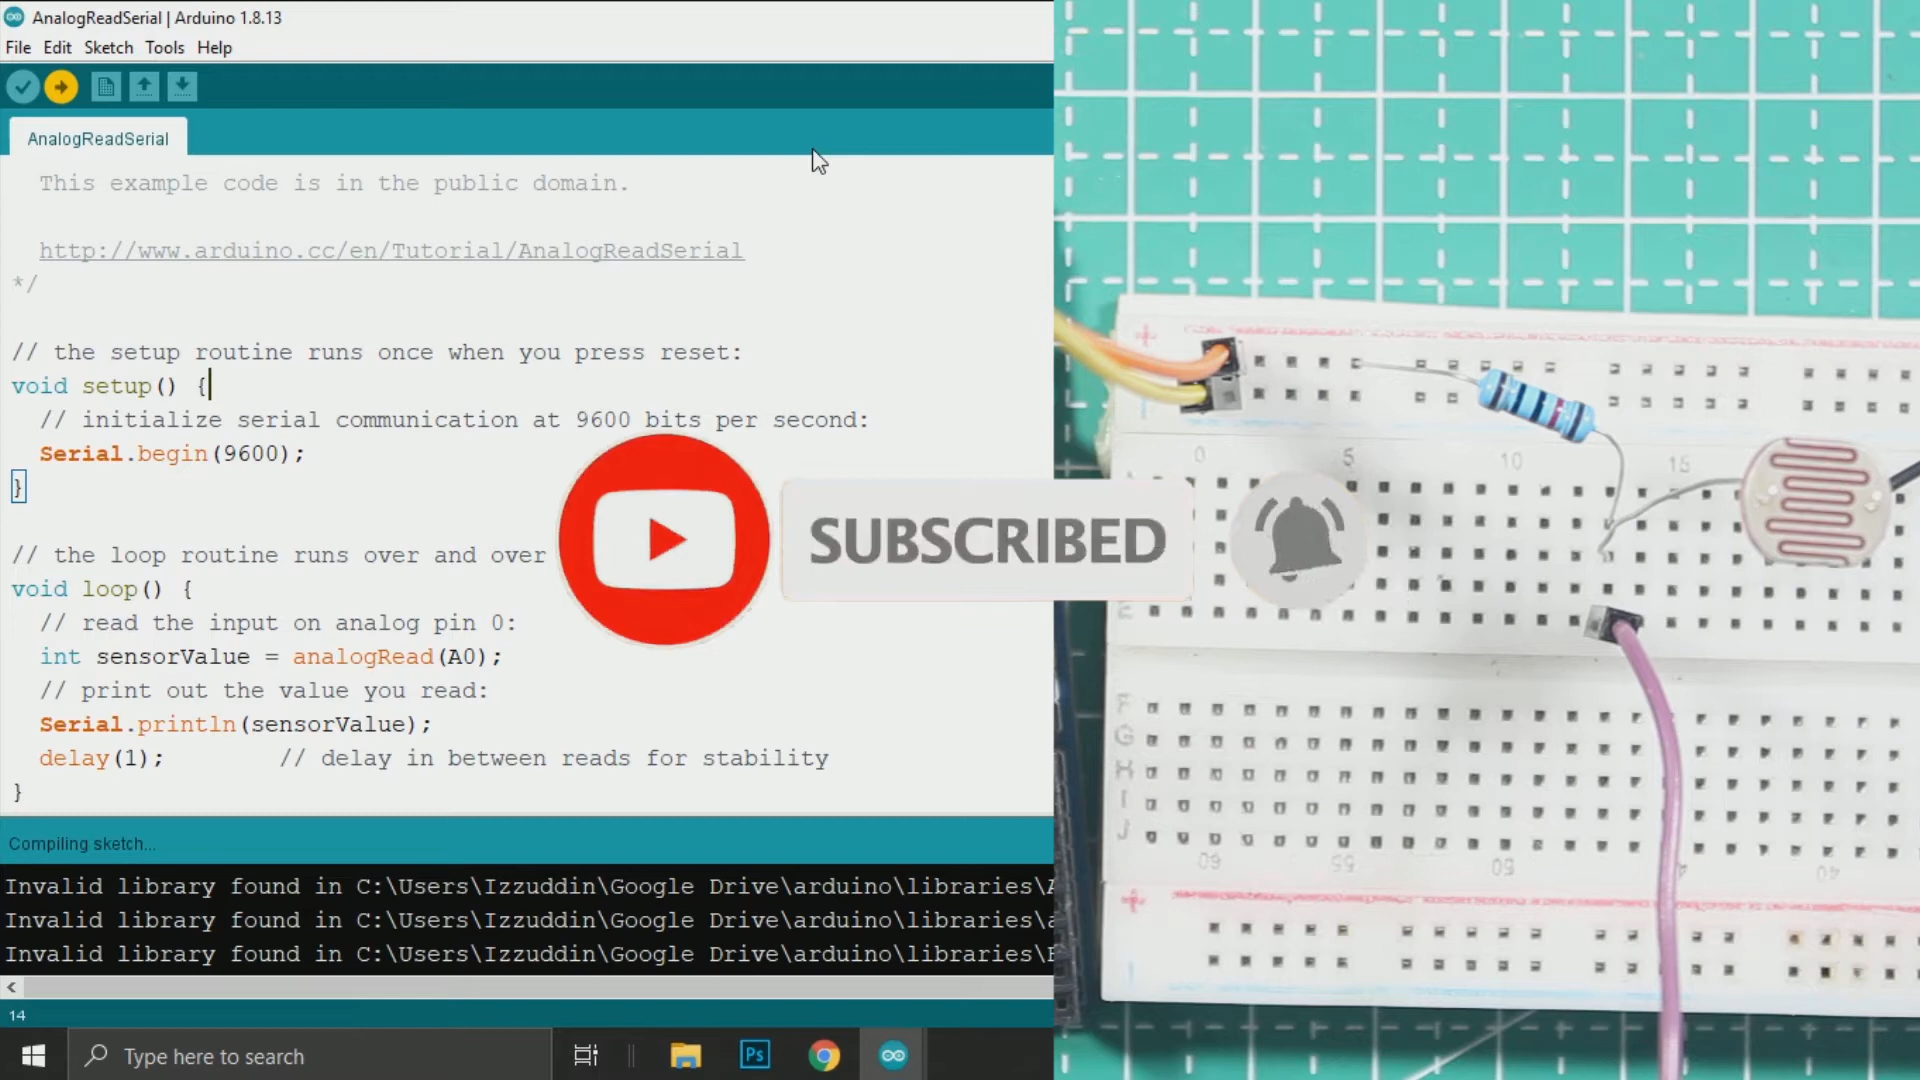 AnalogReadSerial | Arduino 1.8.13
File Edit Sketch Tools Help
AnalogReadSerial
This example code is in the public domain.
http://www.arduino.cc/en/Tutorial/AnalogReadSerial
*/
// the setup routine runs once when you press reset:
void setup() {
// initialize serial communication at 9600 bits per second:
Serial.begin(9600);
}
// the loop routine runs over and over
void loop() {
// read the input on analog pin 0:
int sensorValue = analogRead(A0);
// print out the value you read:
Serial.println(sensorValue);
delay(1);        // delay in between reads for stability
}
Compiling sketch...
Invalid library found in C:\Users\Izzuddin\Google Drive\arduino\libraries\
Invalid library found in C:\Users\Izzuddin\Google Drive\arduino\libraries\
Invalid library found in C:\Users\Izzuddin\Google Drive\arduino\libraries\
14
Type here to search
Ps
SUBSCRIBED
0 5 10 15
E
F
G
H
I
J
60 55 50 40